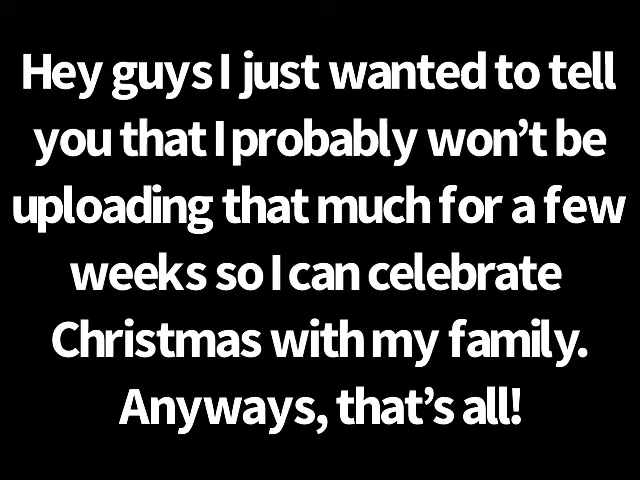 Hey guys I just wanted to tell
you that I probably won't be
uploading that much for a few
weeks so I can celebrate
Christmas with my family.
Anyways, that's all!